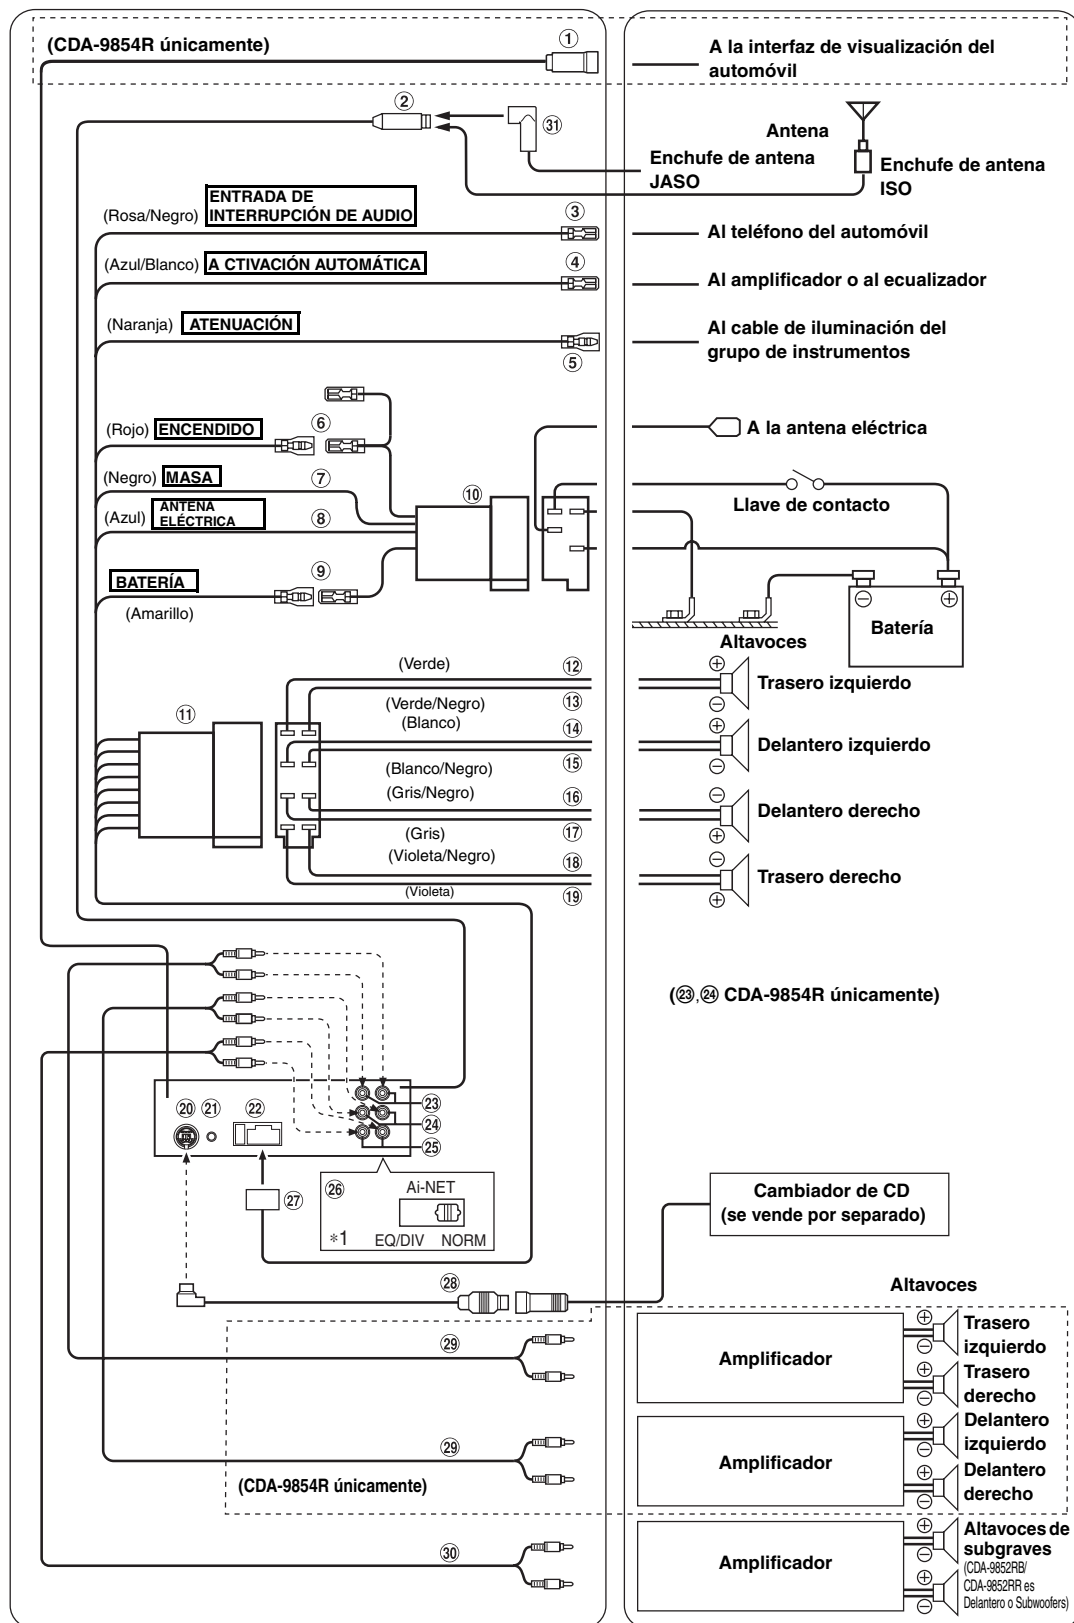 (CDA-9854R únicamente)
①
A la interfaz de visualización del
automóvil
②
㉛
Antena
Enchufe de antena
JASO
Enchufe de antena
ISO
(Rosa/Negro)
ENTRADA DE
INTERRUPCIÓN DE AUDIO
③
Al teléfono del automóvil
(Azul/Blanco)
A CTIVACIÓN AUTOMÁTICA
④
Al amplificador o al ecualizador
(Naranja)
ATENUACIÓN
⑤
Al cable de iluminación del
grupo de instrumentos
(Rojo)
ENCENDIDO
⑥
A la antena eléctrica
(Negro)
MASA
⑦
⑩
Llave de contacto
(Azul)
ANTENA
ELÉCTRICA
⑧
BATERÍA
(Amarillo)
⑨
⊖
⊕
Batería
Altavoces
⑪
(Verde)
⑫
⊕
⊖
Trasero izquierdo
(Verde/Negro)
⑬
(Blanco)
⑭
⊕
⊖
Delantero izquierdo
⑮
(Blanco/Negro)
(Gris/Negro)
⑯
⊖
⊕
Delantero derecho
(Gris)
⑰
(Violeta/Negro)
⑱
⊖
⊕
Trasero derecho
(Violeta)
⑲
(㉓,㉔ CDA-9854R únicamente)
⑳
㉑
㉒
㉓
㉔
㉕
㉖
Ai-NET
*1
EQ/DIV
NORM
㉗
Cambiador de CD
(se vende por separado)
㉘
Altavoces
㉙
Amplificador
⊕
⊖
Trasero
izquierdo
⊕
⊖
Trasero
derecho
㉙
(CDA-9854R únicamente)
Amplificador
⊕
⊖
Delantero
izquierdo
⊕
⊖
Delantero
derecho
㉚
Amplificador
⊕
⊖
⊕
⊖
Altavoces de
subgraves
(CDA-9852RB/
CDA-9852RR es
Delantero o Subwoofers)